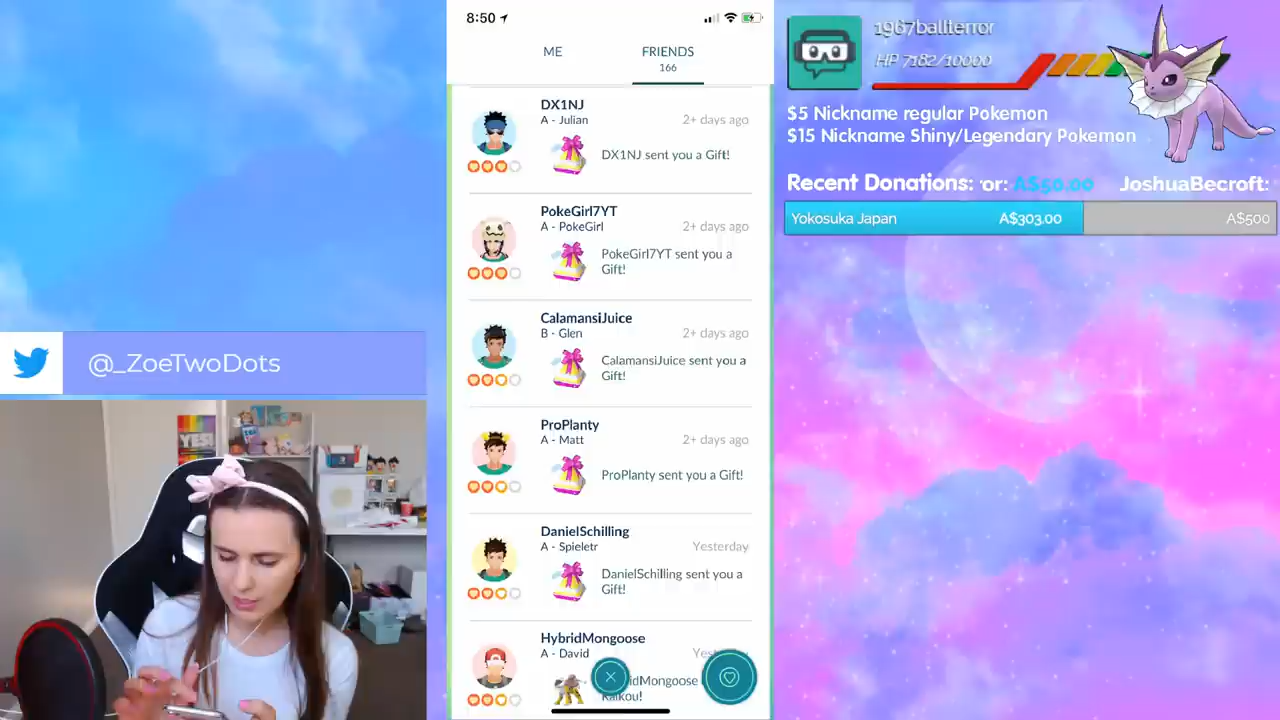 8:50
ME
FRIENDS
166
DX1NJ
A - Julian
2+ days ago
DX1NJ sent you a Gift!
PokeGirl7YT
A - PokeGirl
2+ days ago
PokeGirl7YT sent you a
Gift!
CalamansiJuice
B - Glen
2+ days ago
CalamansiJuice sent you a
Gift!
ProPlanty
A - Matt
2+ days ago
ProPlanty sent you a Gift!
DanielSchilling
A - Spieletr
Yesterday
DanielSchilling sent you a
Gift!
HybridMongoose
A - David
@_ZoeTwoDots
YES!
1967ballterror
HP 7182/10000
$5 Nickname regular Pokemon
$15 Nickname Shiny/Legendary Pokemon
Recent Donations: or: A$50.00 JoshuaBecroft:
Yokosuka Japan A$303.00 A$500